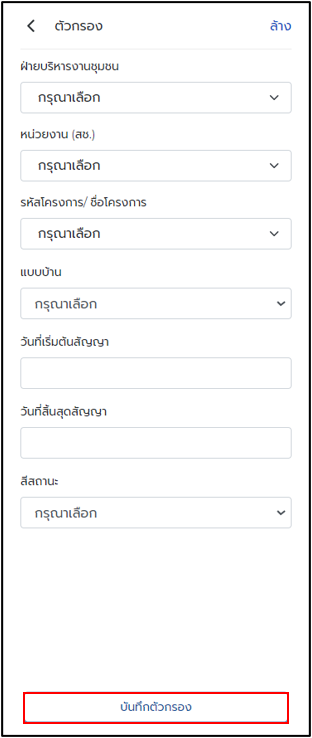 ตัวกรอง ล้าง
ฝ่ายบริหารงานชุมชน
กรุณาเลือก
หน่วยงาน (สช.)
กรุณาเลือก
รหัสโครงการ/ ชื่อโครงการ
กรุณาเลือก
แบบบ้าน
กรุณาเลือก
วันที่เริ่มต้นสัญญา
วันที่สิ้นสุดสัญญา
สีสถานะ
กรุณาเลือก
บันทึกตัวกรอง